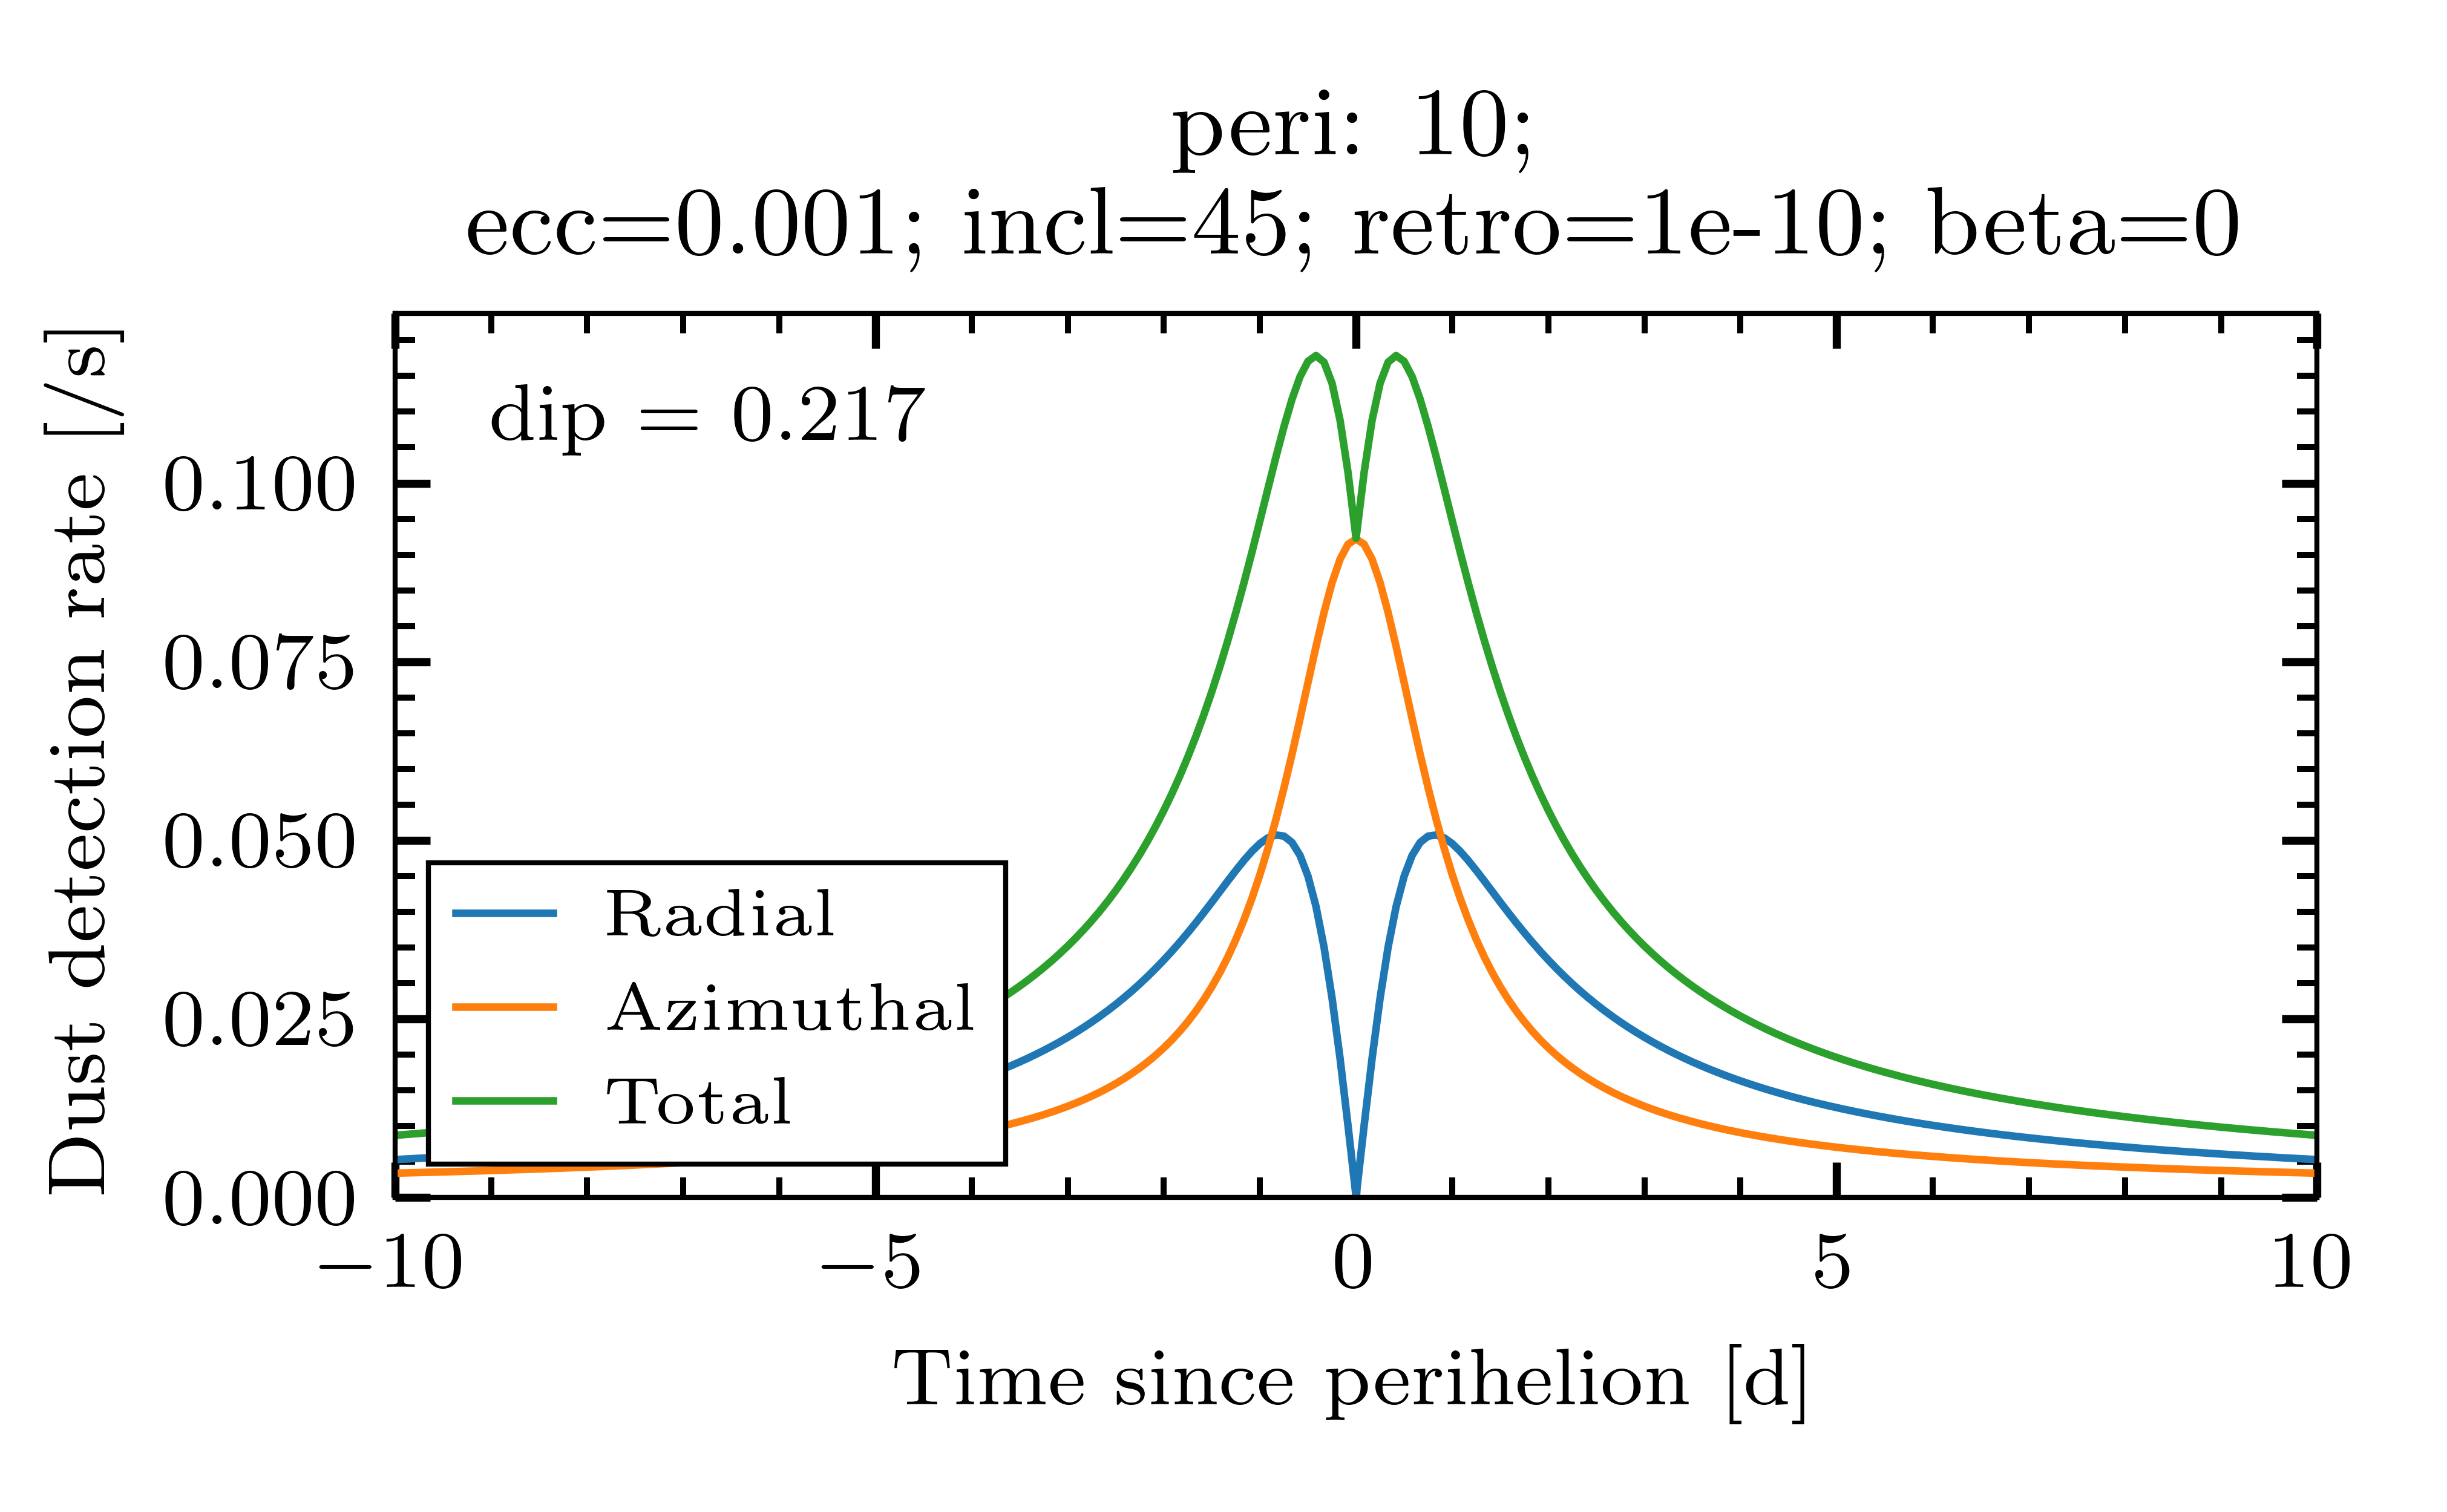 peri: 10;
ecc=0.001; incl=45; retro=1e-10; beta=0
Dust detection rate [/s]
dip = 0.217
0.100
0.075
0.050
0.025
0.000
Radial
Azimuthal
Total
−10
−5
0
5
10
Time since perihelion [d]